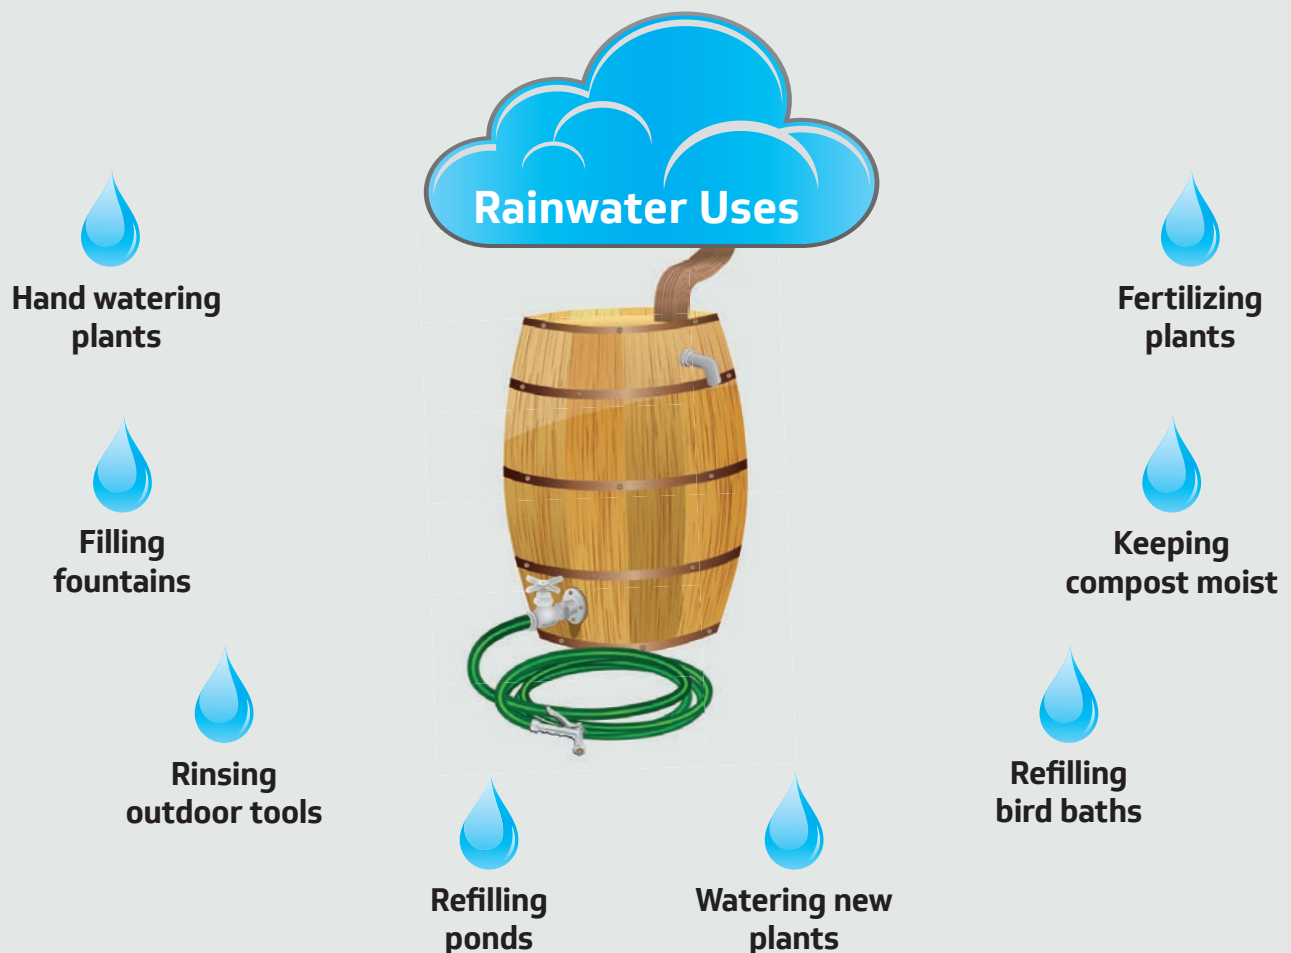 Rainwater Uses
Hand watering
plants
Filling
fountains
Rinsing
outdoor tools
Refilling
ponds
Watering new
plants
Refilling
bird baths
Keeping
compost moist
Fertilizing
plants